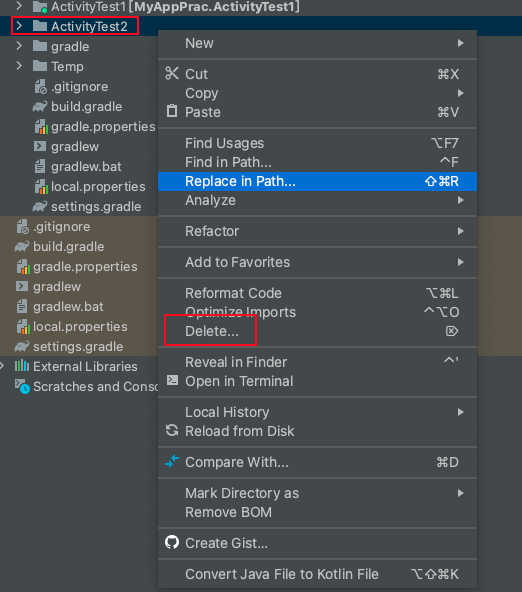 ActivityTest1 [MyAppPrac.ActivityTest1]
ActivityTest2
gradle
Temp
.gitignore
build.gradle
gradle.properties
gradlew
gradlew.bat
local.properties
settings.gradle
.gitignore
build.gradle
gradle.properties
gradlew
gradlew.bat
local.properties
settings.gradle
External Libraries
Scratches and Conso
New
Cut ⌘X
Copy
Paste ⌘V
Find Usages ⌥F7
Find in Path... ^F
Replace in Path... ⇧⌘R
Analyze
Refactor
Add to Favorites
Reformat Code ⌥⌘L
Optimize Imports ^⌥O
Delete... ⌦
Reveal in Finder ^'
Open in Terminal
Local History
Reload from Disk
Compare With... ⌘D
Mark Directory as
Remove BOM
Create Gist...
Convert Java File to Kotlin File ⌥⇧⌘K